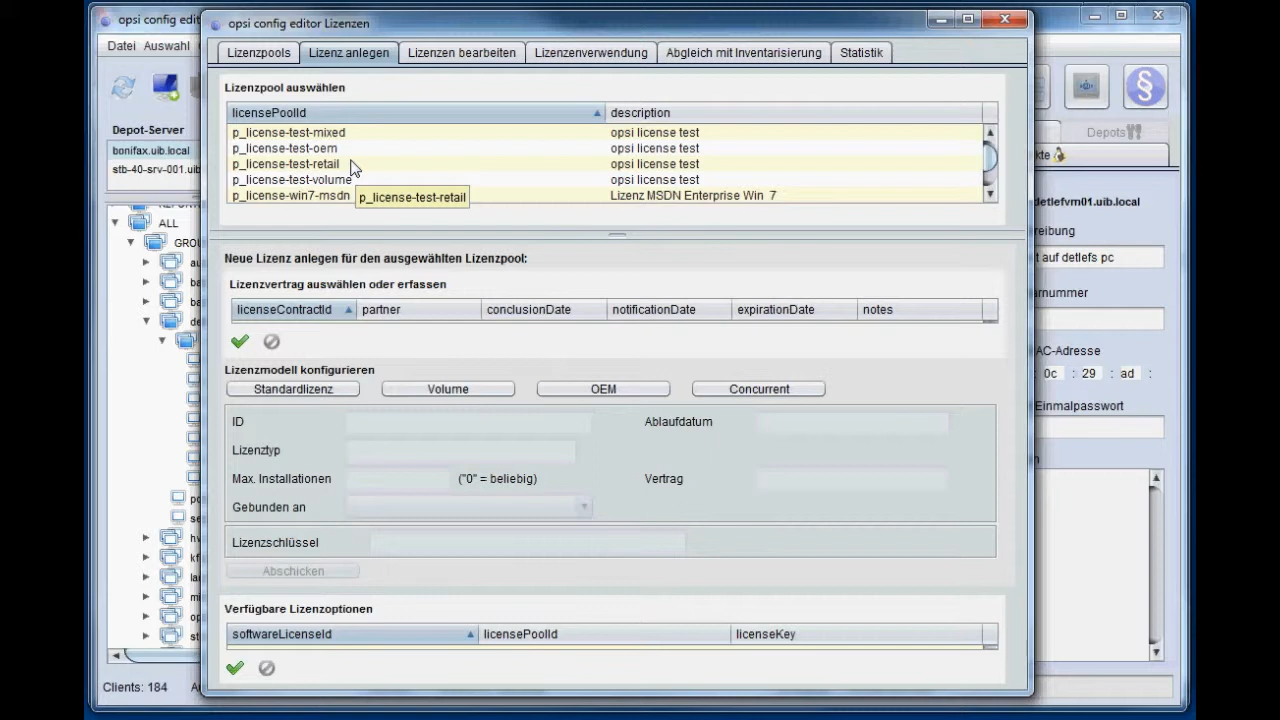 opsi config edit
opsi config editor Lizenzen
Datei Auswahl
Lizenzpools
Lizenz anlegen
Lizenzen bearbeiten
Lizenzenverwendung
Abgleich mit Inventarisierung
Statistik
Lizenzpool auswählen
licensePoolId
description
p_license-test-mixed
opsi license test
p_license-test-oem
opsi license test
p_license-test-retail
opsi license test
p_license-test-volume
opsi license test
p_license-win7-msdn
Lizenz MSDN Enterprise Win 7
p_license-test-retail
Neue Lizenz anlegen für den ausgewählten Lizenzpool:
Lizenzvertrag auswählen oder erfassen
licenseContractId
partner
conclusionDate
notificationDate
expirationDate
notes
Lizenzmodell konfigurieren
Standardlizenz
Volume
OEM
Concurrent
ID
Ablaufdatum
Lizenztyp
Max. Installationen
("0" = beliebig)
Vertrag
Gebunden an
Lizenzschlüssel
Abschicken
Verfügbare Lizenzoptionen
softwareLicenseId
licensePoolId
licenseKey
Depot-Server
bonifax.uib.local
stb-40-srv-001.uib
ALL
GRO
Clients: 184
§
Depots
kte
detlefvm01.uib.local
eibung
t auf detlefs pc
arnummer
AC-Adresse
0c : 29 : ad :
Einmalpasswort